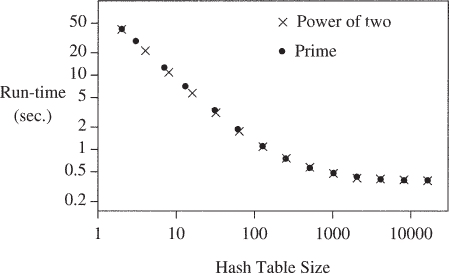 50
20
10
5
2
1
0.5
0.2
Run-time
(sec.)
× Power of two
• Prime
1 10 100 1000 10000
Hash Table Size